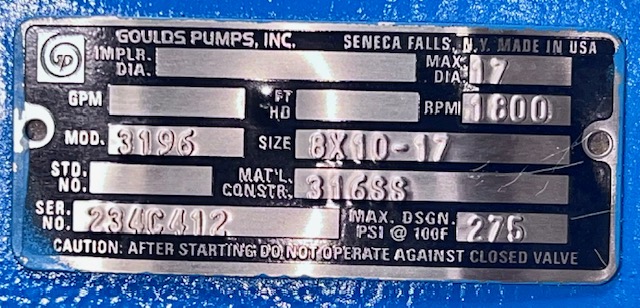 GP GOULDS PUMPS, INC. SENECA FALLS, N.Y. MADE IN USA
IMPLR. DIA. MAX. DIA. 17
GPM FT HD RPM 1800
MOD. 3196 SIZE 8X10-17
STD. NO. MAT'L. CONSTR. 316SS
SER. NO. 234C412 MAX. DSGN. PSI @ 100F 275
CAUTION: AFTER STARTING DO NOT OPERATE AGAINST CLOSED VALVE